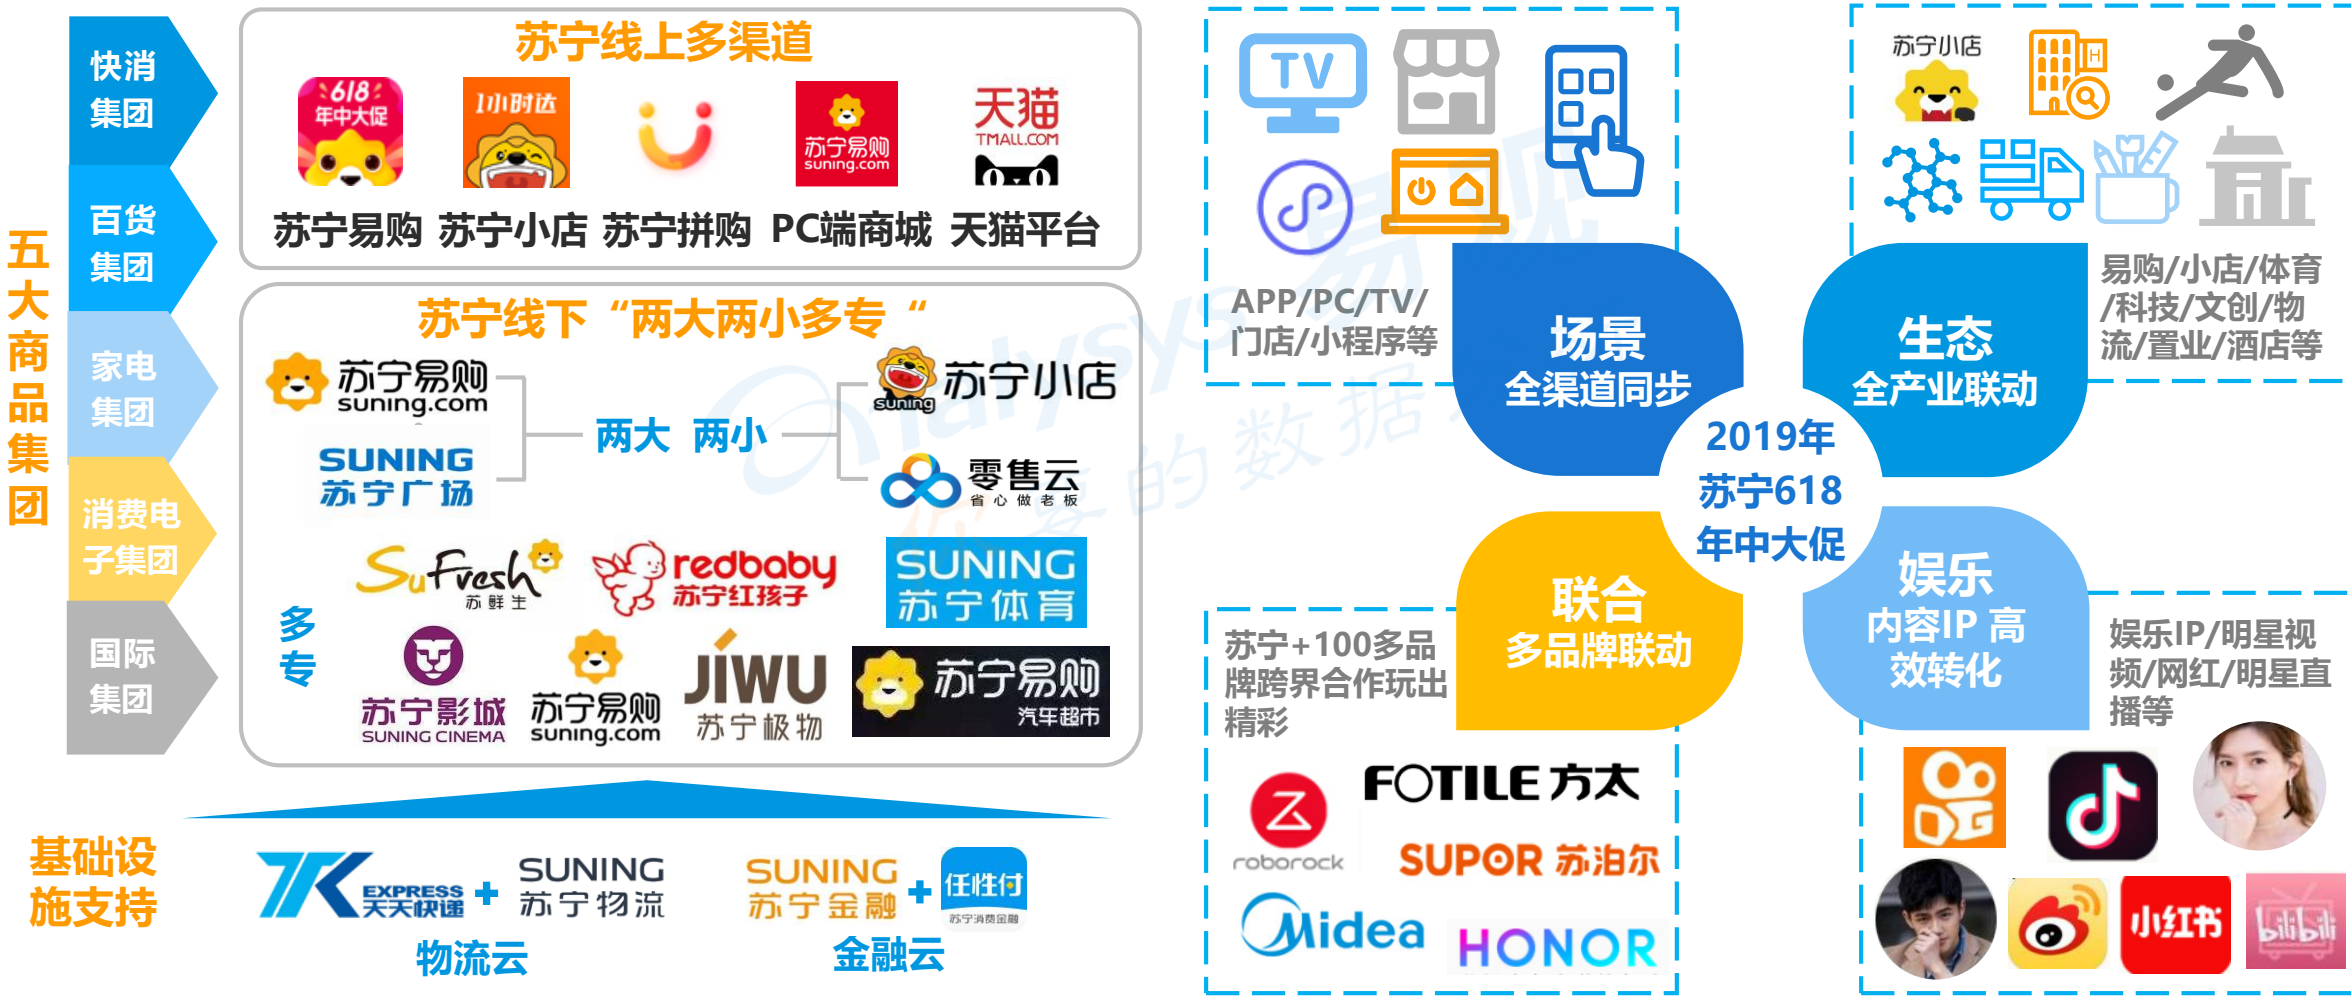 五大商品集团
快消
集团
百货
集团
家电
集团
消费电
子集团
国际
集团
苏宁线上多渠道
618
年中大促
1小时达
苏宁易购
suning.com
天猫
TMALL.COM
苏宁易购 苏宁小店 苏宁拼购 PC端商城 天猫平台
苏宁线下“两大两小多专“
苏宁易购
suning.com
SUNING
苏宁广场
两大 两小
suning
苏宁小店
零售云
省心做老板
多专
SuFresh
苏鲜生
redbaby
苏宁红孩子
SUNING
苏宁体育
苏宁影城
SUNING CINEMA
苏宁易购
suning.com
JIWU
苏宁极物
苏宁易购
汽车超市
基础设
施支持
TTK
EXPRESS
天天快递
+
SUNING
苏宁物流
物流云
SUNING
苏宁金融
+
任性付
苏宁消费金融
金融云
TV
APP/PC/TV/
门店/小程序等
场景
全渠道同步
苏宁小店
H
易购/小店/体育
/科技/文创/物
流/置业/酒店等
生态
全产业联动
2019年
苏宁618
年中大促
联合
多品牌联动
苏宁+100多品
牌跨界合作玩出
精彩
roborock
FOTILE 方太
SUPOR 苏泊尔
Midea
HONOR
娱乐
内容IP 高
效转化
娱乐IP/明星视
频/网红/明星直
播等
小红书
bilibili
Analysys 易观
你要的数据